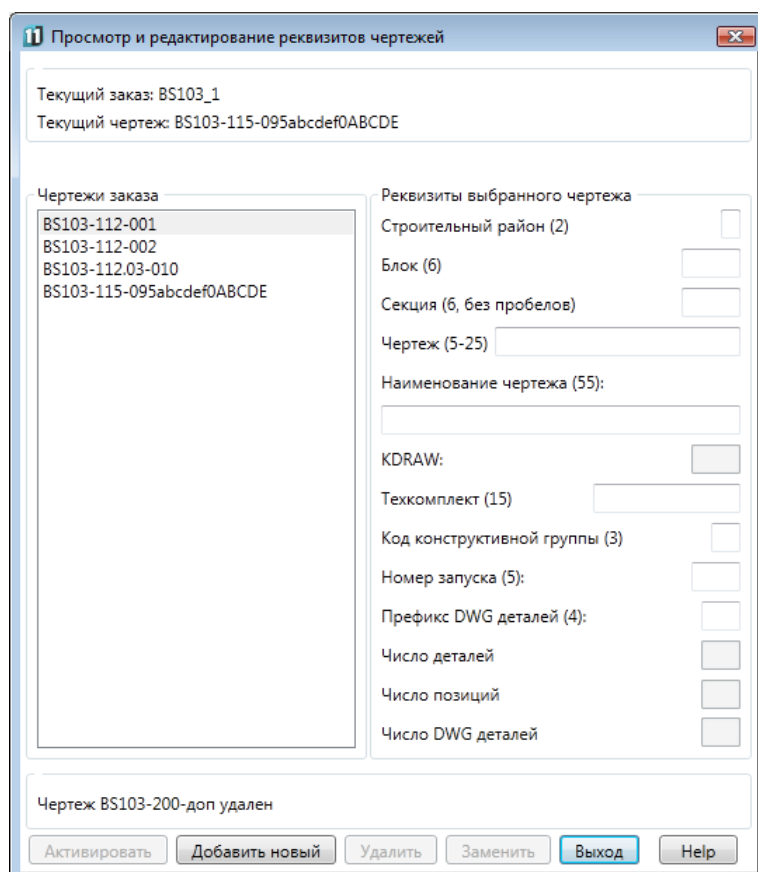 Просмотр и редактирование реквизитов чертежей
Текущий заказ: BS103_1
Текущий чертеж: BS103-115-095abcdef0ABCDE
Чертежи заказа
BS103-112-001
BS103-112-002
BS103-112.03-010
BS103-115-095abcdef0ABCDE
Реквизиты выбранного чертежа
Строительный район (2)
Блок (6)
Секция (6, без пробелов)
Чертеж (5-25)
Наименование чертежа (55):
KDRAW:
Техкомплект (15)
Код конструктивной группы (3)
Номер запуска (5):
Префикс DWG деталей (4):
Число деталей
Число позиций
Число DWG деталей
Чертеж BS103-200-доп удален
Активировать Добавить новый Удалить Заменить Выход Help